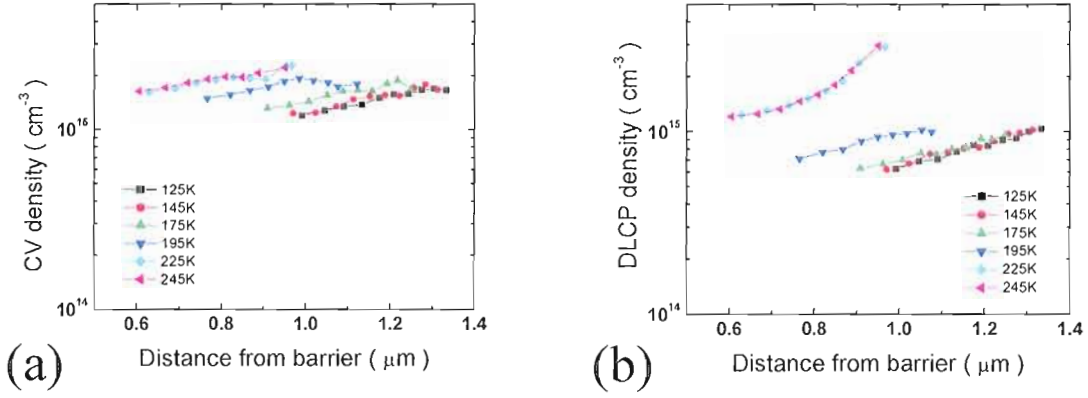 CV density ( cm⁻³ )
10¹⁶
10¹⁴
125K
145K
175K
195K
225K
245K
0.6 0.8 1.0 1.2 1.4
Distance from barrier ( μm )
(a)
DLCP density ( cm⁻³ )
10¹⁵
10¹⁴
125K
145K
175K
195K
225K
245K
0.6 0.8 1.0 1.2 1.4
Distance from barrier ( μm )
(b)